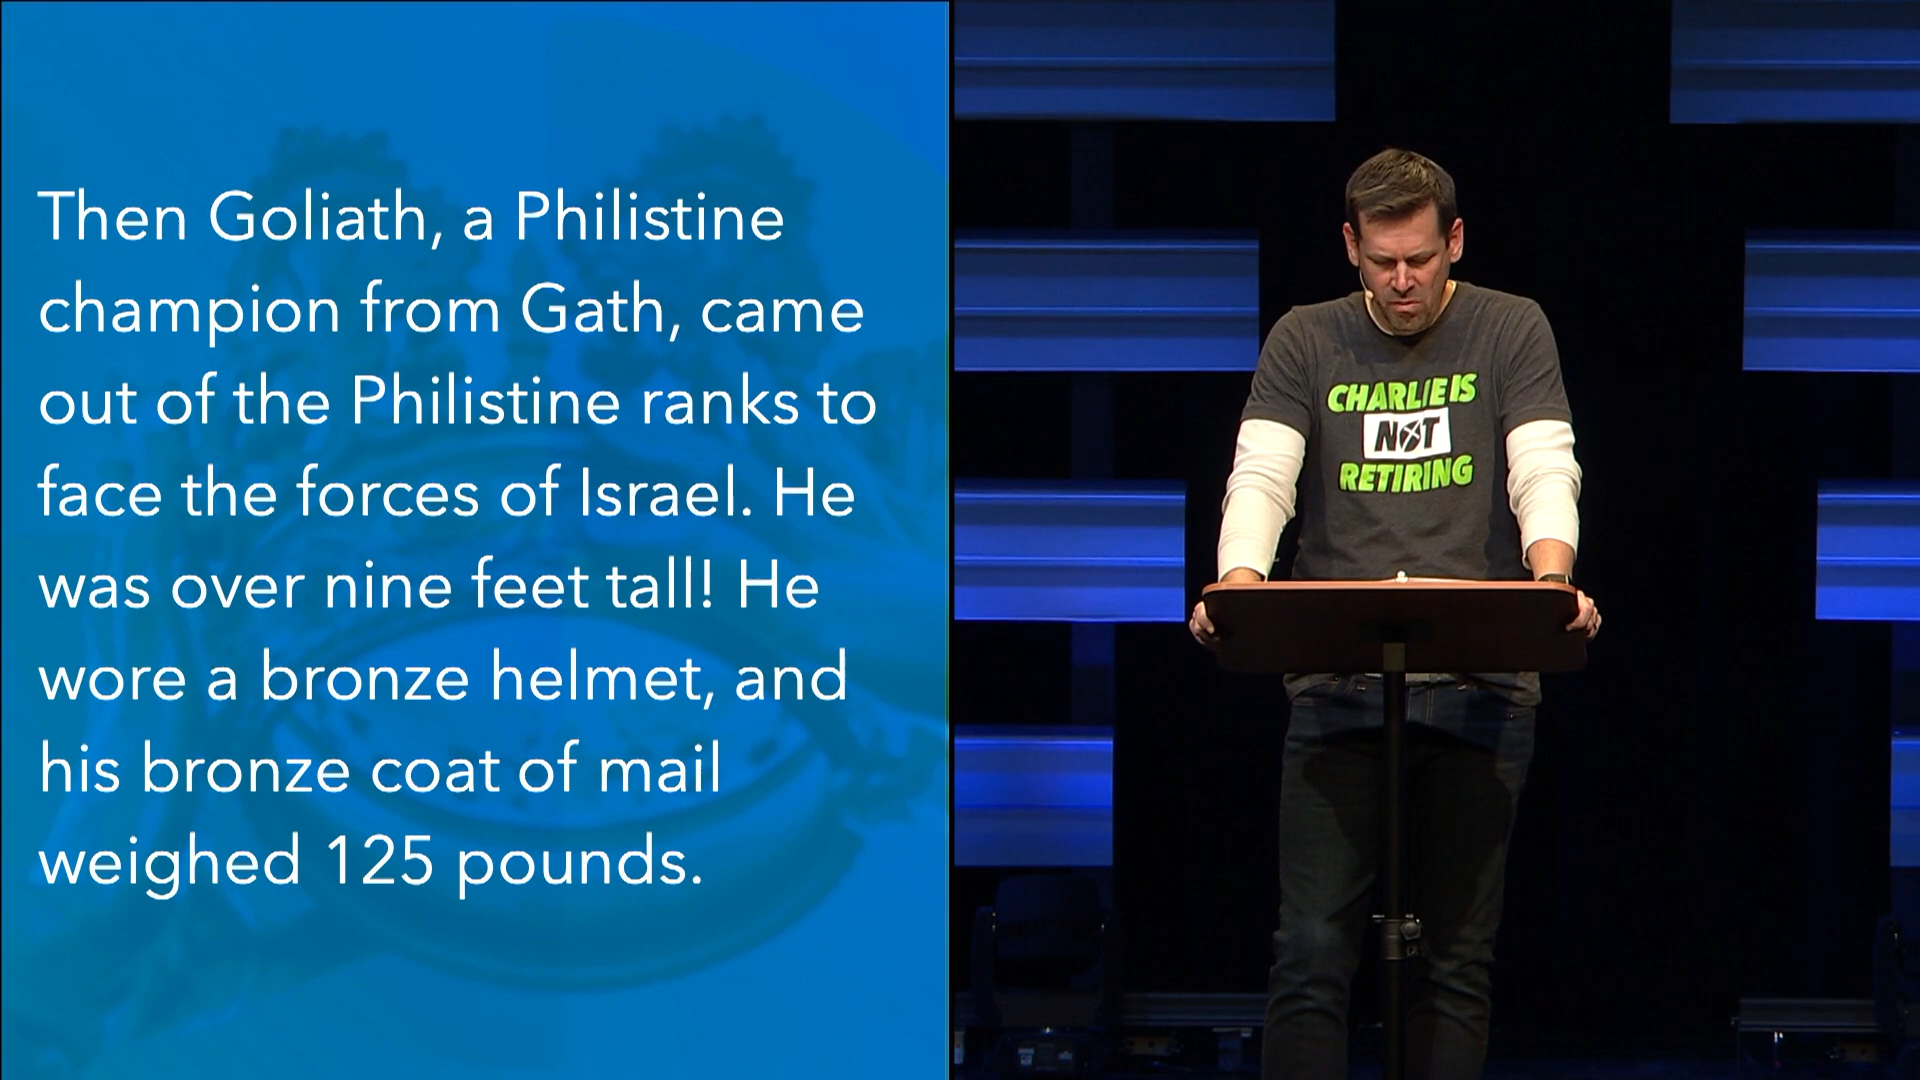 Then Goliath, a Philistine
champion from Gath, came
out of the Philistine ranks to
face the forces of Israel. He
was over nine feet tall! He
wore a bronze helmet, and
his bronze coat of mail
weighed 125 pounds.
CHARLIE IS
NOT
RETIRING